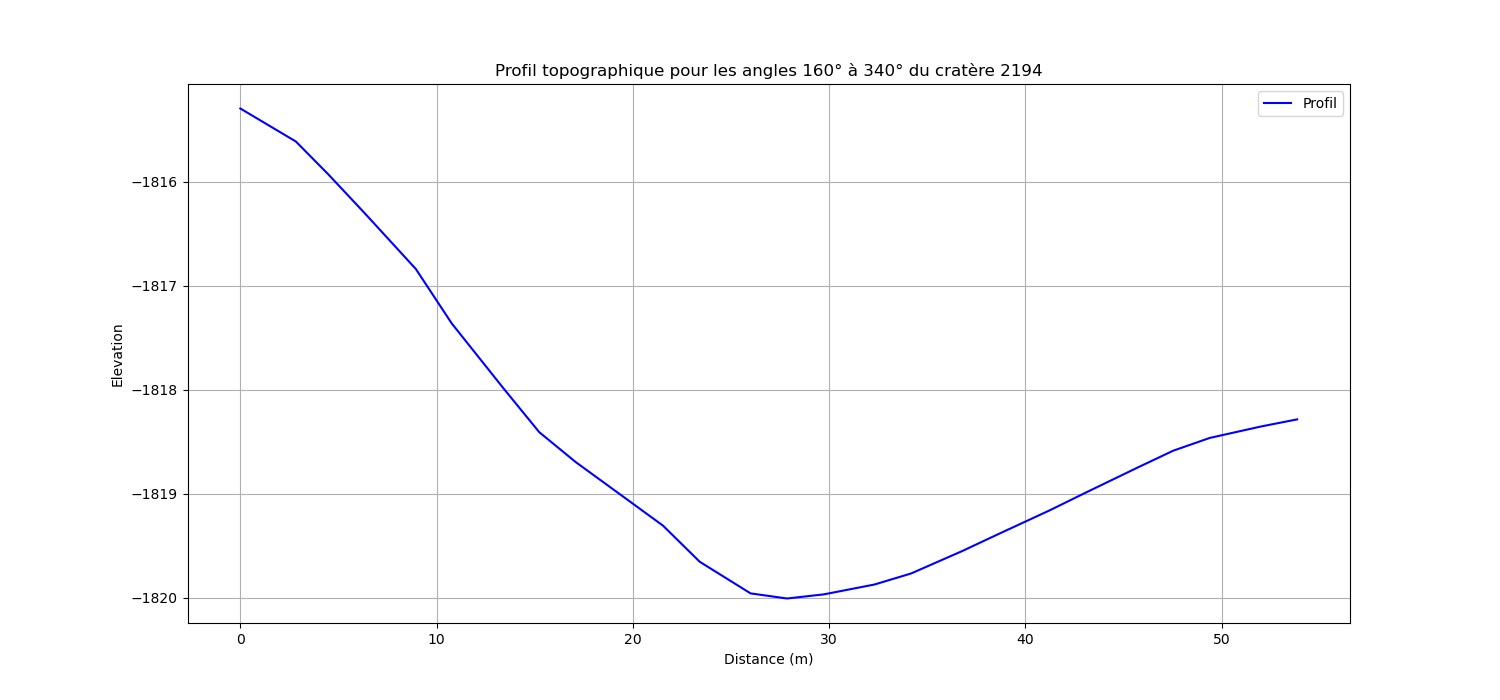 Profil topographique pour les angles 160° à 340° du cratère 2194
Profil
−1816
−1817
−1818
−1819
−1820
Elevation
0 10 20 30 40 50
Distance (m)